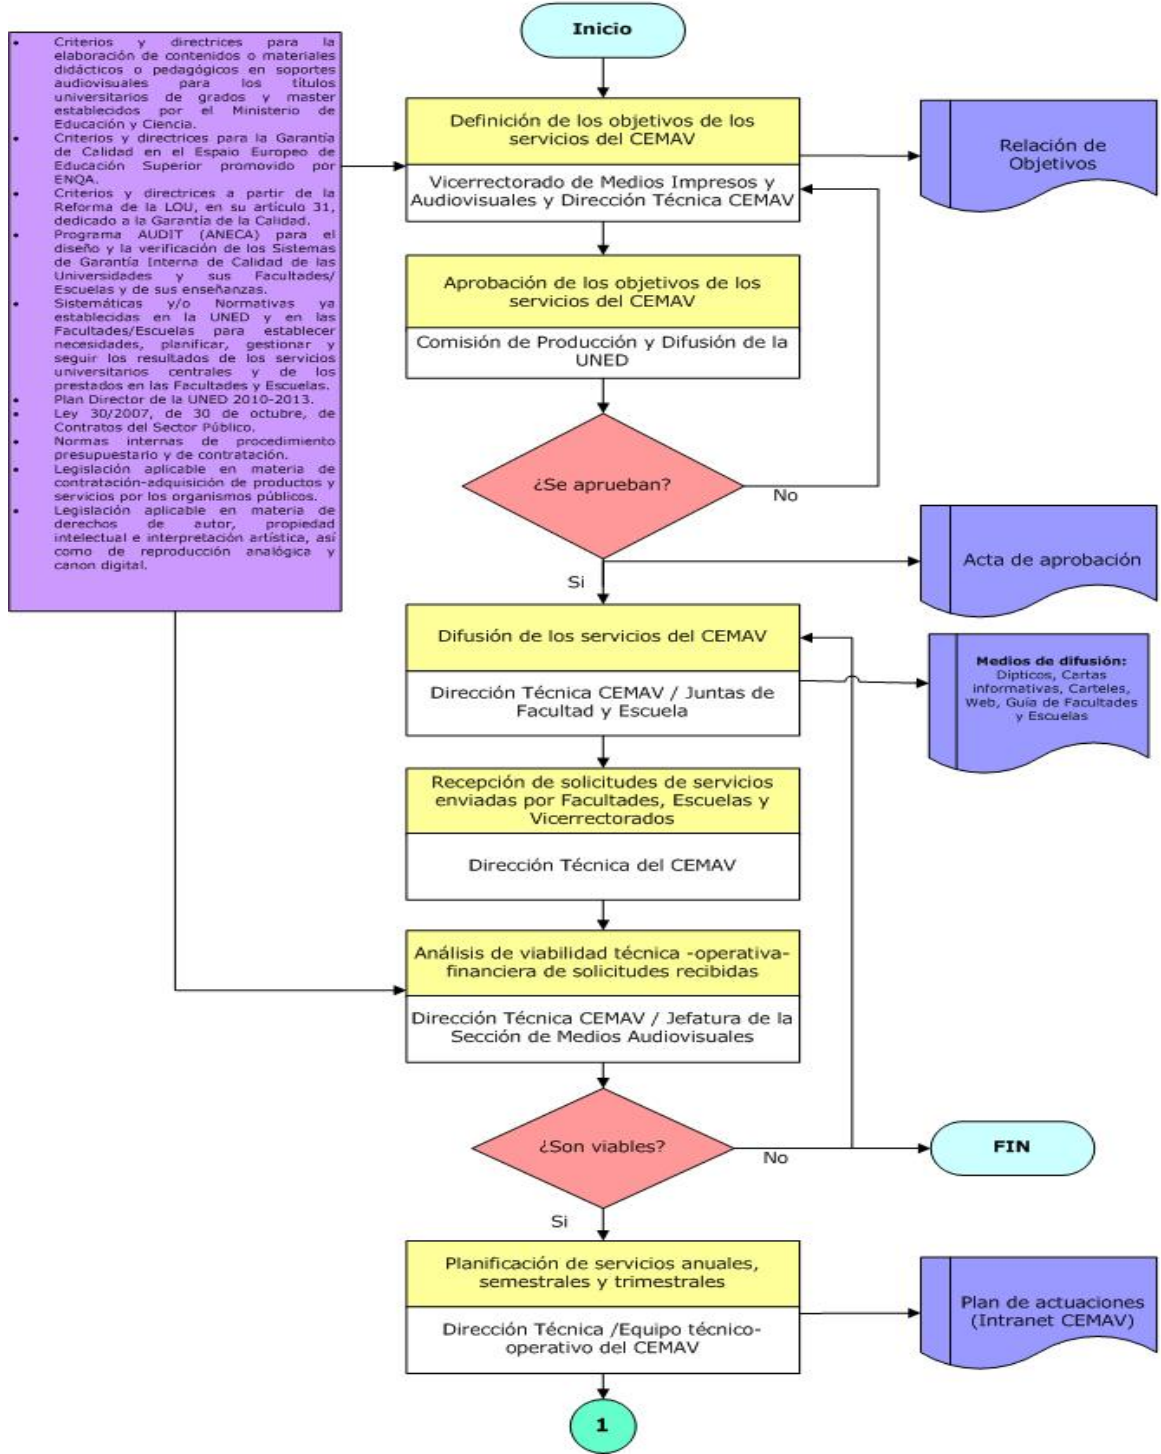 Inicio
• Criterios y directrices para la
elaboración de contenidos o materiales
didácticos o pedagógicos en soportes
audiovisuales para los títulos
universitarios de grados y master
establecidos por el Ministerio de
Educación y Ciencia.
• Criterios y directrices para la Garantía
de Calidad en el Espaio Europeo de
Educación Superior promovido por
ENQA.
• Criterios y directrices a partir de la
Reforma de la LOU, en su artículo 31,
dedicado a la Garantía de la Calidad.
• Programa AUDIT (ANECA) para el
diseño y la verificación de los Sistemas
de Garantía Interna de Calidad de las
Universidades y sus Facultades/
Escuelas y de sus enseñanzas.
• Sistemáticas y/o Normativas ya
establecidas en la UNED y en las
Facultades/Escuelas para establecer
necesidades, planificar, gestionar y
seguir los resultados de los servicios
universitarios centrales y de los
prestados en las Facultades y Escuelas.
• Plan Director de la UNED 2010-2013.
• Ley 30/2007, de 30 de octubre, de
Contratos del Sector Público.
• Normas internas de procedimiento
presupuestario y de contratación.
• Legislación aplicable en materia de
contratación-adquisición de productos y
servicios por los organismos públicos.
• Legislación aplicable en materia de
derechos de autor, propiedad
intelectual e interpretación artística, así
como de reproducción analógica y
canon digital.
Definición de los objetivos de los
servicios del CEMAV
Vicerrectorado de Medios Impresos y
Audiovisuales y Dirección Técnica CEMAV
Relación de
Objetivos
Aprobación de los objetivos de los
servicios del CEMAV
Comisión de Producción y Difusión de la
UNED
¿Se aprueban?
No
Si
Acta de aprobación
Difusión de los servicios del CEMAV
Dirección Técnica CEMAV / Juntas de
Facultad y Escuela
Medios de difusión:
Dípticos, Cartas
informativas, Carteles,
Web, Guía de Facultades
y Escuelas
Recepción de solicitudes de servicios
enviadas por Facultades, Escuelas y
Vicerrectorados
Dirección Técnica del CEMAV
Análisis de viabilidad técnica -operativa-
financiera de solicitudes recibidas
Dirección Técnica CEMAV / Jefatura de la
Sección de Medios Audiovisuales
¿Son viables?
No
FIN
Si
Planificación de servicios anuales,
semestrales y trimestrales
Dirección Técnica /Equipo técnico-
operativo del CEMAV
Plan de actuaciones
(Intranet CEMAV)
1